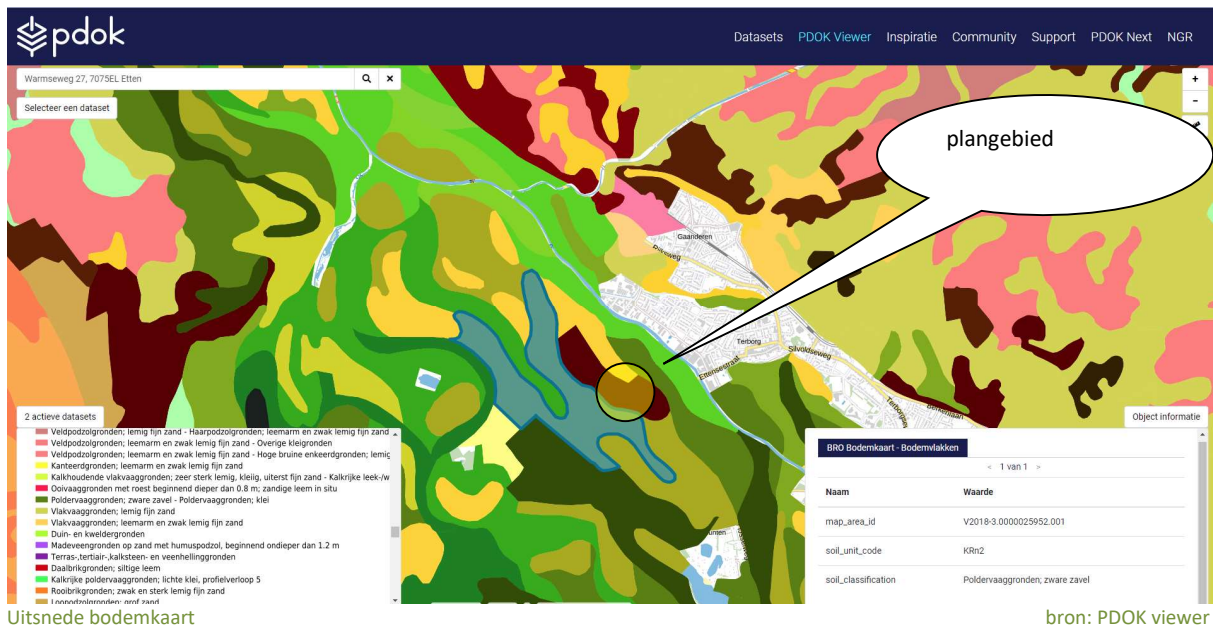 pdok
Datasets PDOK Viewer Inspiratie Community Support PDOK Next NGR
Warmseweg 27, 7075EL Etten
Selecteer een dataset
+
-
plangebied
Gaanderen
Rijksweg
Terborg
Silvoldseweg
Ettensestraat
2 actieve datasets
Object informatie
Veldpodzolgronden; lemig fijn zand - Haarpodzolgronden; leemarm en zwak lemig fijn zand
Veldpodzolgronden; leemarm en zwak lemig fijn zand - Overige kleigronden
Veldpodzolgronden; leemarm en zwak lemig fijn zand - Hoge bruine enkeerdgronden; lemig
Kanteerdgronden; leemarm en zwak lemig fijn zand
Kalkhoudende vlakvaaggronden; zeer sterk lemig, kleiig, uiterst fijn zand - Kalkrijke leek-/w
Ooivaaggronden met roest beginnend dieper dan 0.8 m; zandige leem in situ
Poldervaaggronden; zware zavel - Poldervaaggronden; klei
Vlakvaaggronden; lemig fijn zand
Vlakvaaggronden; leemarm en zwak lemig fijn zand
Duin- en kweldergronden
Madeveengronden op zand met humuspodzol, beginnend ondieper dan 1.2 m
Terras-,tertiair-,kalksteen- en veenhellinggronden
Daalbrikgronden; siltige leem
Kalkrijke poldervaaggronden; lichte klei, profielverloop 5
Rooibrikgronden; zwak en sterk lemig fijn zand
Loopodzolgronden; grof zand
BRO Bodemkaart - Bodemvlakken
< 1 van 1 >
Naam Waarde
map_area_id V2018-3.0000025952.001
soil_unit_code KRn2
soil_classification Poldervaaggronden; zware zavel
Uitsnede bodemkaart bron: PDOK viewer